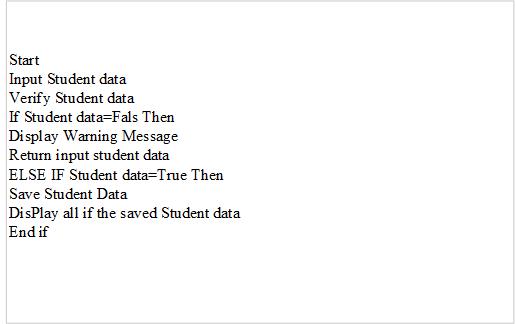 Start
Input Student data
Verify Student data
If Student data=Fals Then
Display Warning Message
Return input student data
ELSE IF Student data=True Then
Save Student Data
DisPlay all if the saved Student data
End if